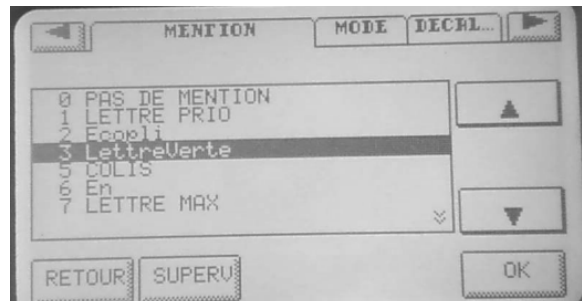 MENTION MODE DECAL...
0 PAS DE MENTION
1 LETTRE PRIO
2 Ecopli
3 LettreVerte
5 COLIS
6 En
7 LETTRE MAX
RETOUR SUPERV OK